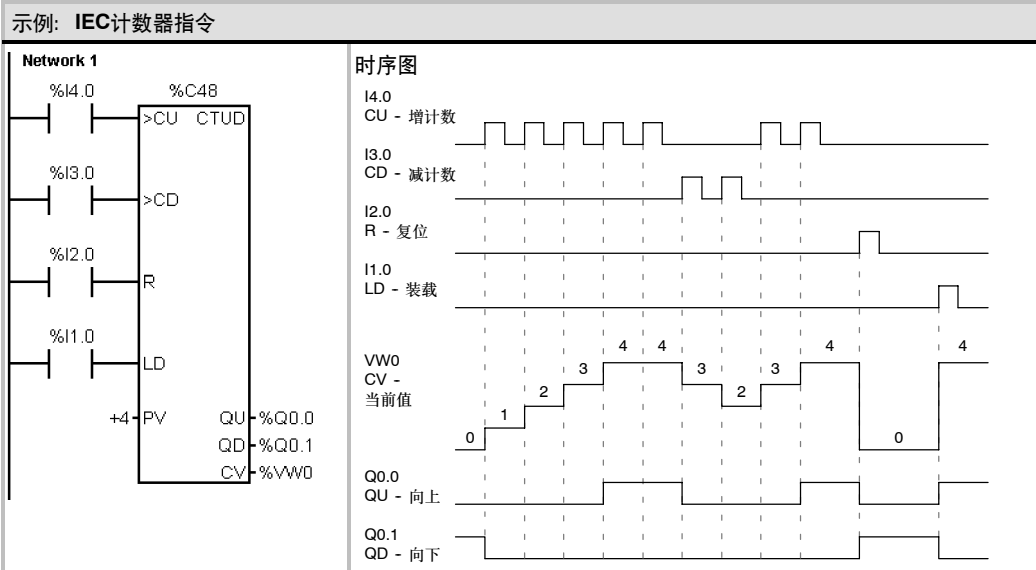 示例: IEC计数器指令
Network 1
%I4.0
%C48
>CU CTUD
%I3.0
>CD
%I2.0
R
%I1.0
LD
+4 PV QU %Q0.0
QD %Q0.1
CV %VW0
时序图
I4.0
CU - 增计数
I3.0
CD - 减计数
I2.0
R - 复位
I1.0
LD - 装载
VW0
CV -
当前值
0 1 2 3 4 4 3 2 3 4 0 4
Q0.0
QU - 向上
Q0.1
QD - 向下